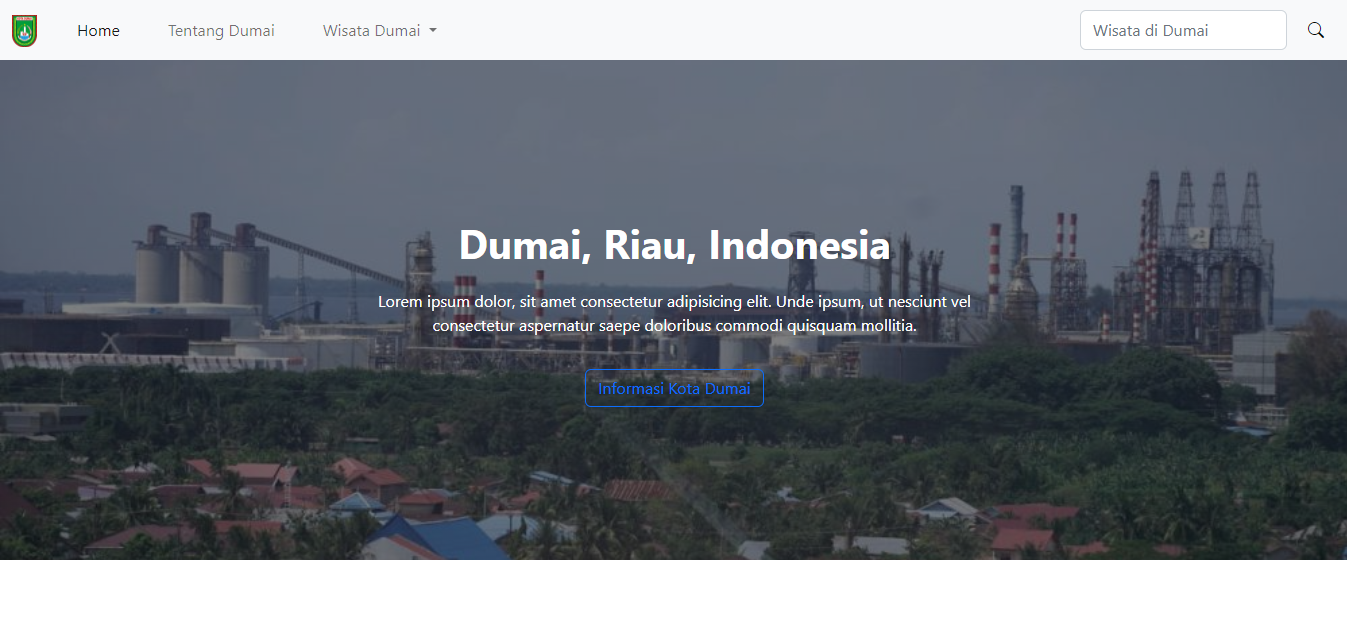 Home
Tentang Dumai
Wisata Dumai
Wisata di Dumai
Dumai, Riau, Indonesia
Lorem ipsum dolor, sit amet consectetur adipisicing elit. Unde ipsum, ut nesciunt vel
consectetur aspernatur saepe doloribus commodi quisquam mollitia.
Informasi Kota Dumai